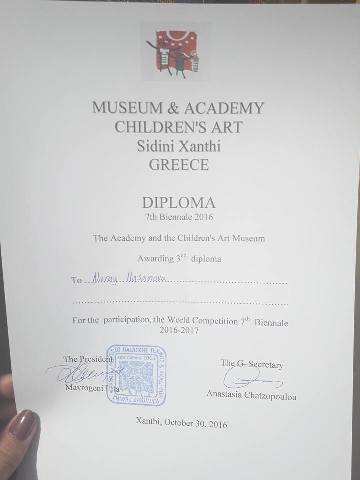 MUSEUM & ACADEMY
CHILDREN'S ART
Sidini Xanthi
GREECE
DIPLOMA
7th Biennale 2016
The Academy and the Children's Art Museum
Awarding 3rd diploma
To
For the participation, the World Competition 7th Biennale
2016-2017
The President
The G- Secretary
Mavrogeni
Anastasia Chatzopoulou
Xanthi, October 30, 2016